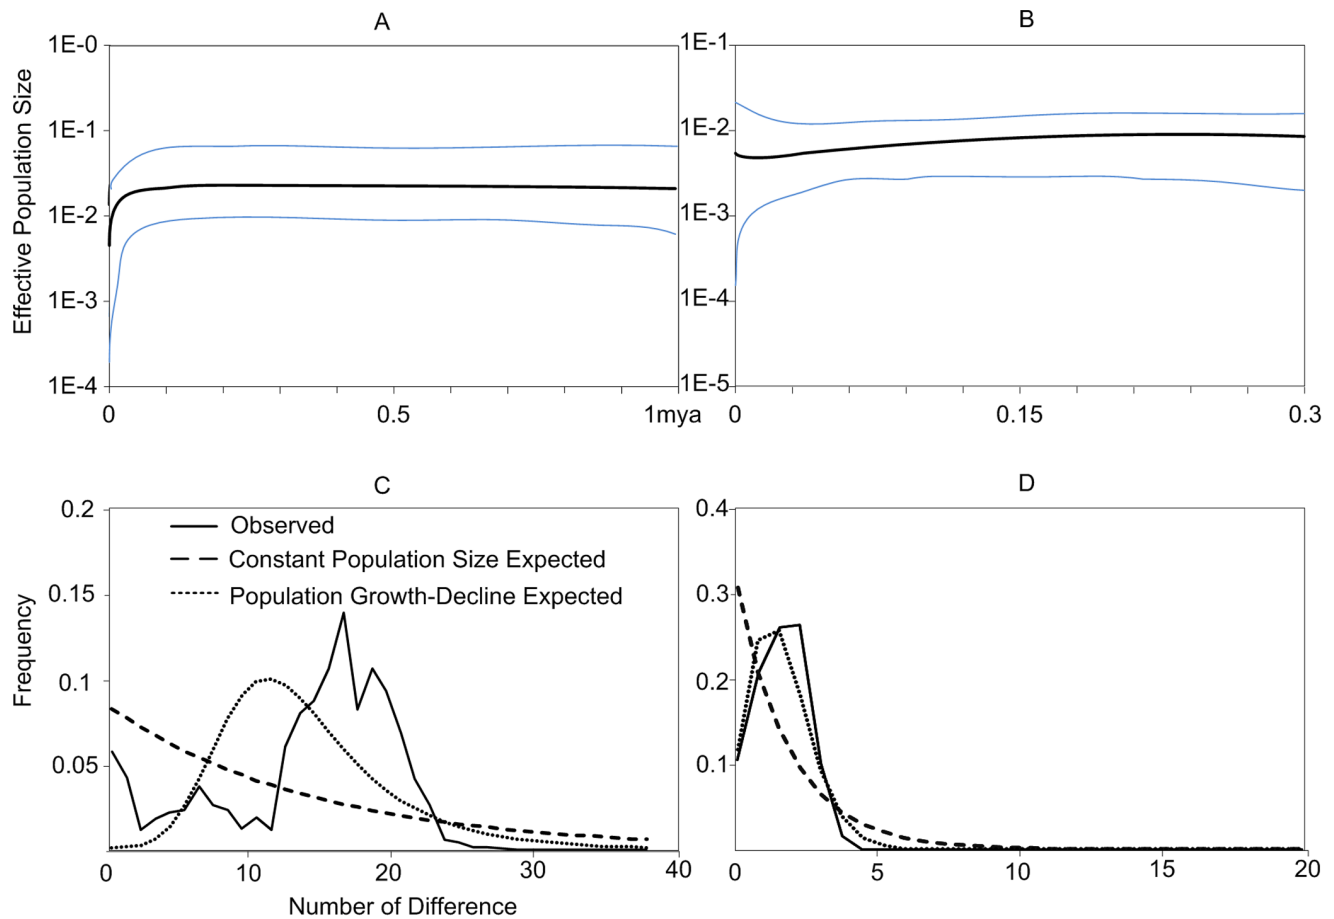 A
B
1E-0
1E-1
1E-2
1E-3
1E-4
Effective Population Size
0
0.5
1mya
1E-1
1E-2
1E-3
1E-4
1E-5
0
0.15
0.3
C
D
0.2
0.15
0.1
0.05
Frequency
Observed
Constant Population Size Expected
Population Growth-Decline Expected
0
10
20
30
40
Number of Difference
0.4
0.3
0.2
0.1
0
5
10
15
20